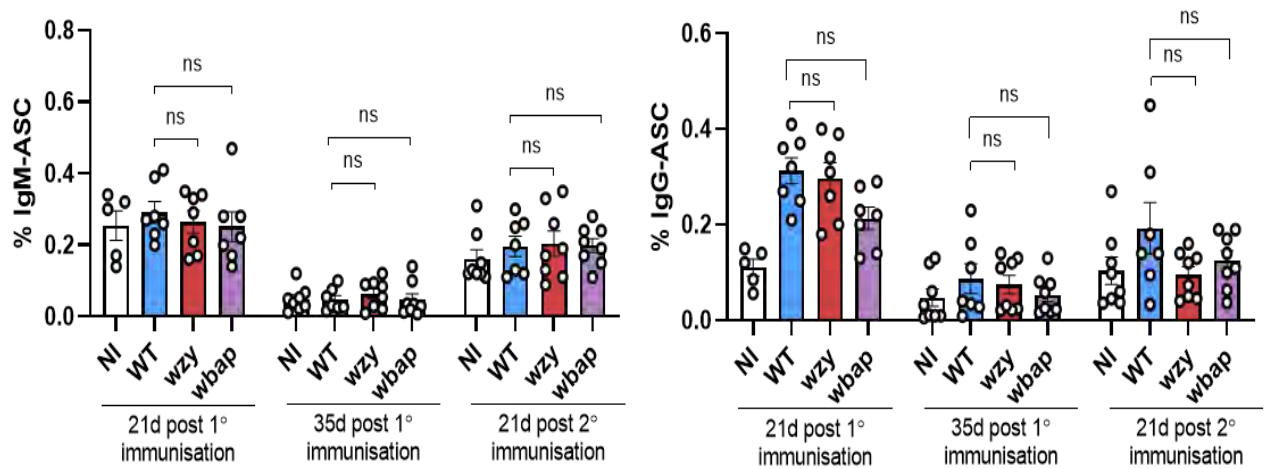 0.8
0.6
0.4
0.2
0.0
% IgM-ASC
ns
ns
ns
ns
ns
ns
NI
WT
wzy
wbap
NI
WT
wzy
wbap
NI
WT
wzy
wbap
21d post 1°
immunisation
35d post 1°
immunisation
21d post 2°
immunisation
0.6
0.4
0.2
0.0
% IgG-ASC
ns
ns
ns
ns
ns
ns
NI
WT
wzy
wbap
NI
WT
wzy
wbap
NI
WT
wzy
wbap
21d post 1°
immunisation
35d post 1°
immunisation
21d post 2°
immunisation